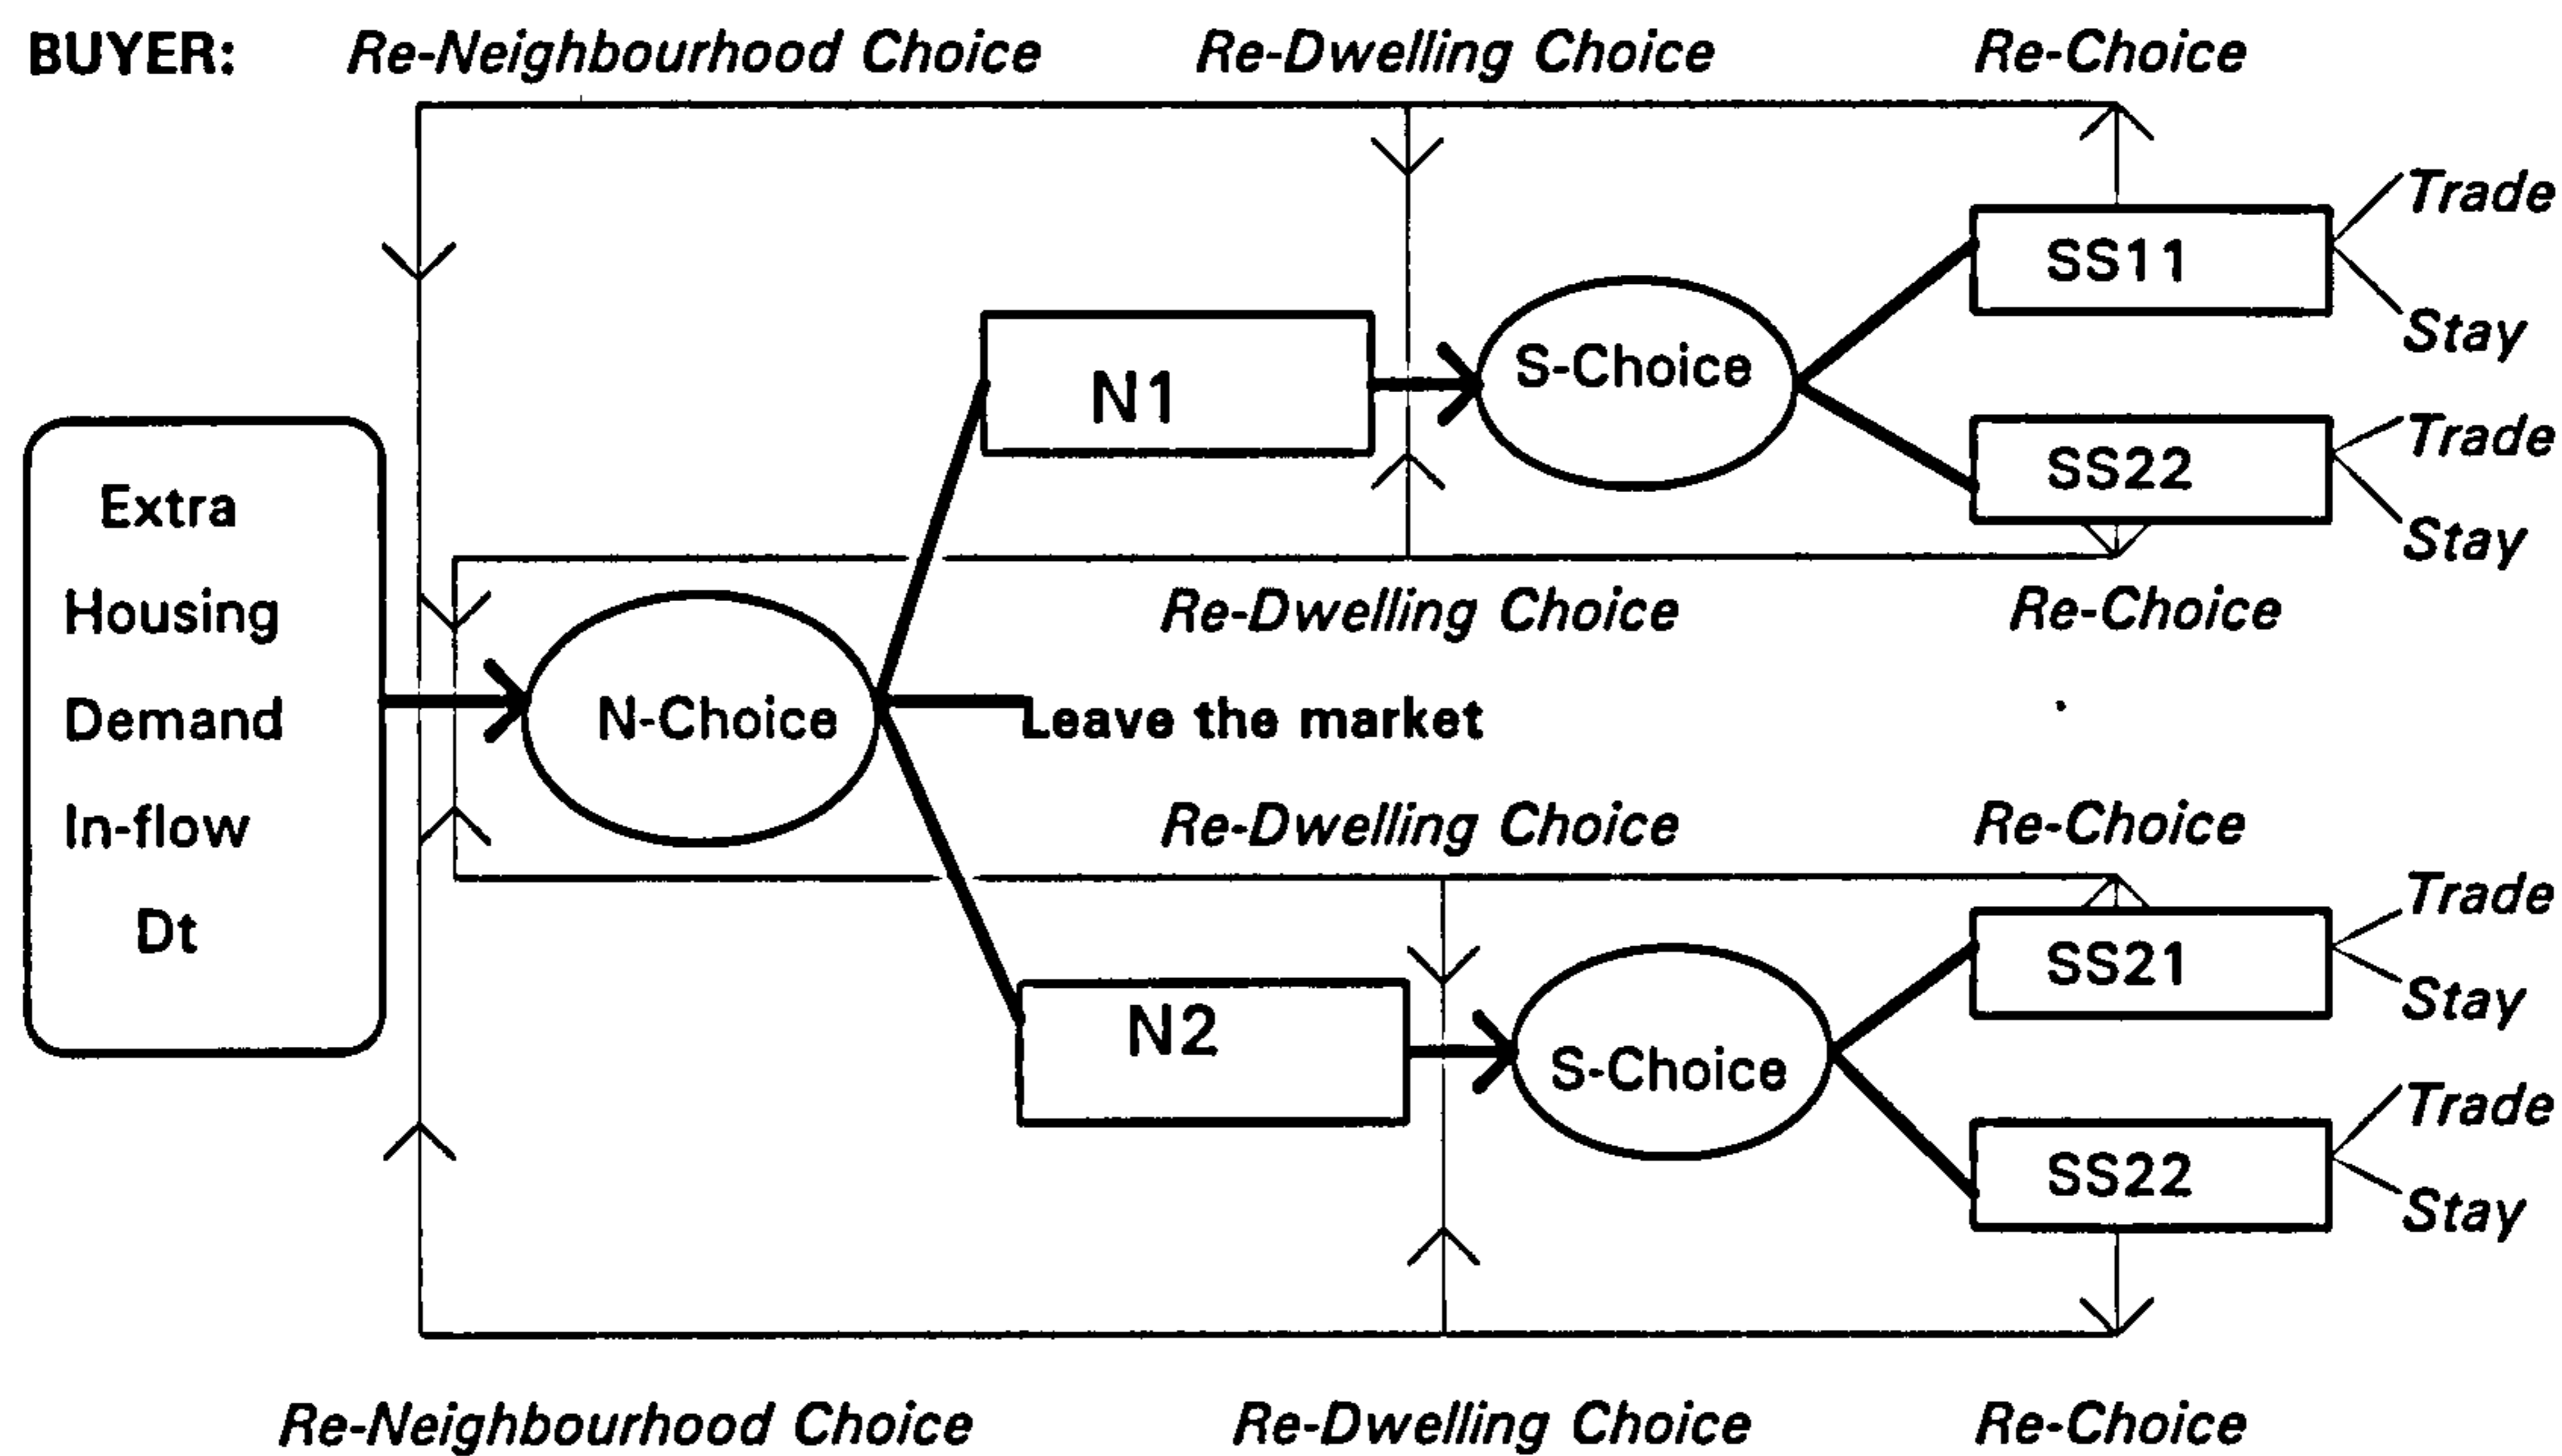 BUYER: Re-Neighbourhood Choice Re-Dwelling Choice Re-Choice
Trade
SS11
Stay
N1
S-Choice
Trade
SS22
Stay
Extra
Housing
Demand
In-flow
Dt
Re-Dwelling Choice Re-Choice
N-Choice
Leave the market
Re-Dwelling Choice Re-Choice
Trade
SS21
Stay
N2
S-Choice
Trade
SS22
Stay
Re-Neighbourhood Choice Re-Dwelling Choice Re-Choice